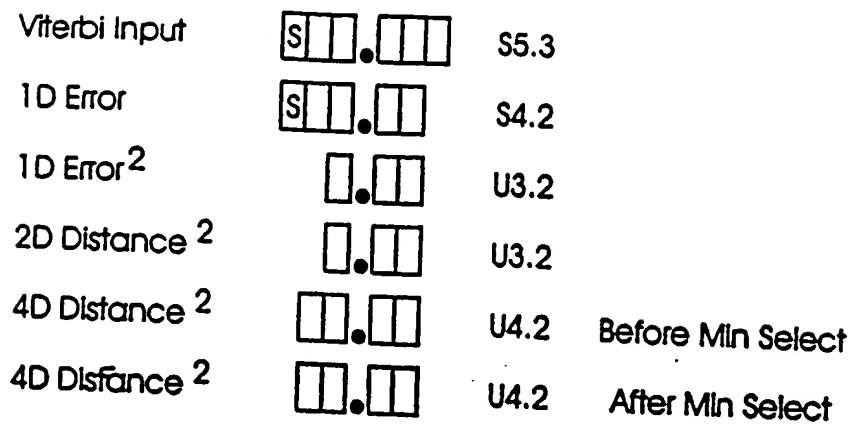 Viterbi Input S S5.3
1D Error S S4.2
1D Error2 U3.2
2D Distance 2 U3.2
4D Distance 2 U4.2 Before Min Select
4D Distance 2 U4.2 After Min Select